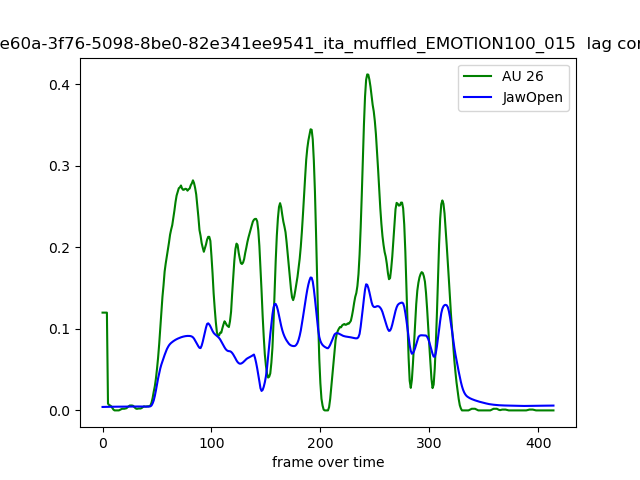 e60a-3f76-5098-8be0-82e341ee9541_ita_muffled_EMOTION100_015 lag cor
AU 26
JawOpen
0.4
0.3
0.2
0.1
0.0
0 100 200 300 400
frame over time